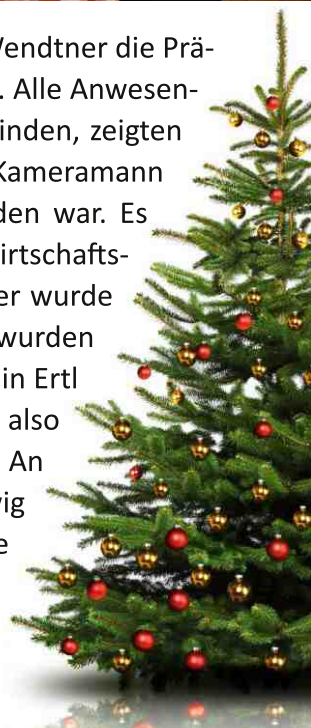 Vendtner die Prä-
. Alle Anwesen-
inden, zeigten
Kameramann
den war. Es
irtschafts-
er wurde
wurden
in Ertl
also
An
vig
e